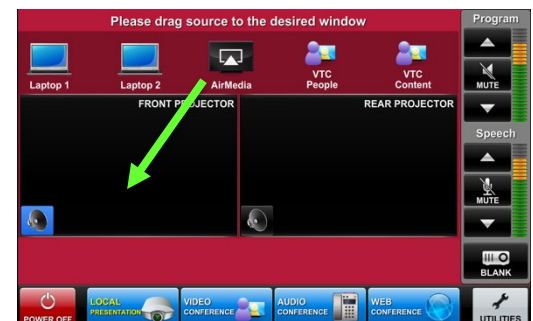 Please drag source to the desired window
Program
Laptop 1
Laptop 2
AirMedia
VTC
People
VTC
Content
MUTE
FRONT PROJECTOR
REAR PROJECTOR
Speech
MUTE
BLANK
POWER OFF
LOCAL
PRESENTATION
VIDEO
CONFERENCE
AUDIO
CONFERENCE
WEB
CONFERENCE
UTILITIES